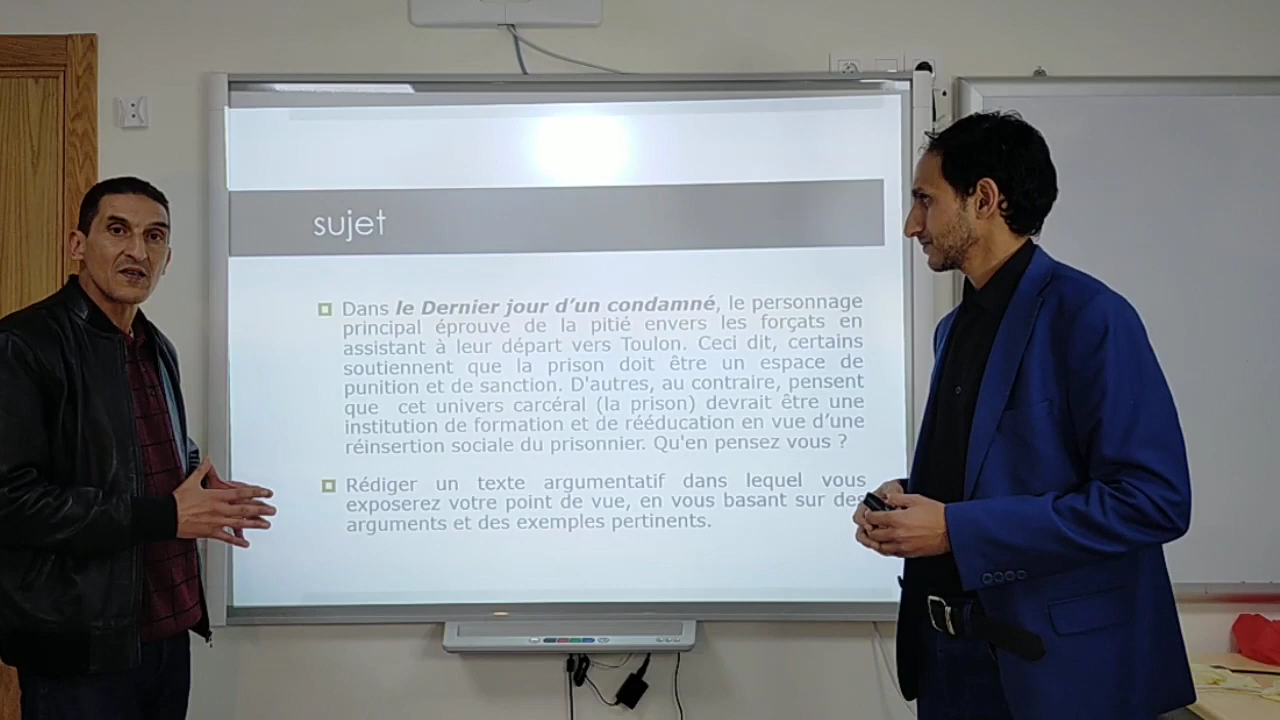 sujet
Dans le Dernier jour d’un condamné, le personnage
principal éprouve de la pitié envers les forçats en
assistant à leur départ vers Toulon. Ceci dit, certains
soutiennent que la prison doit être un espace de
punition et de sanction. D'autres, au contraire, pensent
que cet univers carcéral (la prison) devrait être une
institution de formation et de rééducation en vue d’une
réinsertion sociale du prisonnier. Qu'en pensez vous ?
Rédiger un texte argumentatif dans lequel vous
exposerez votre point de vue, en vous basant sur des
arguments et des exemples pertinents.